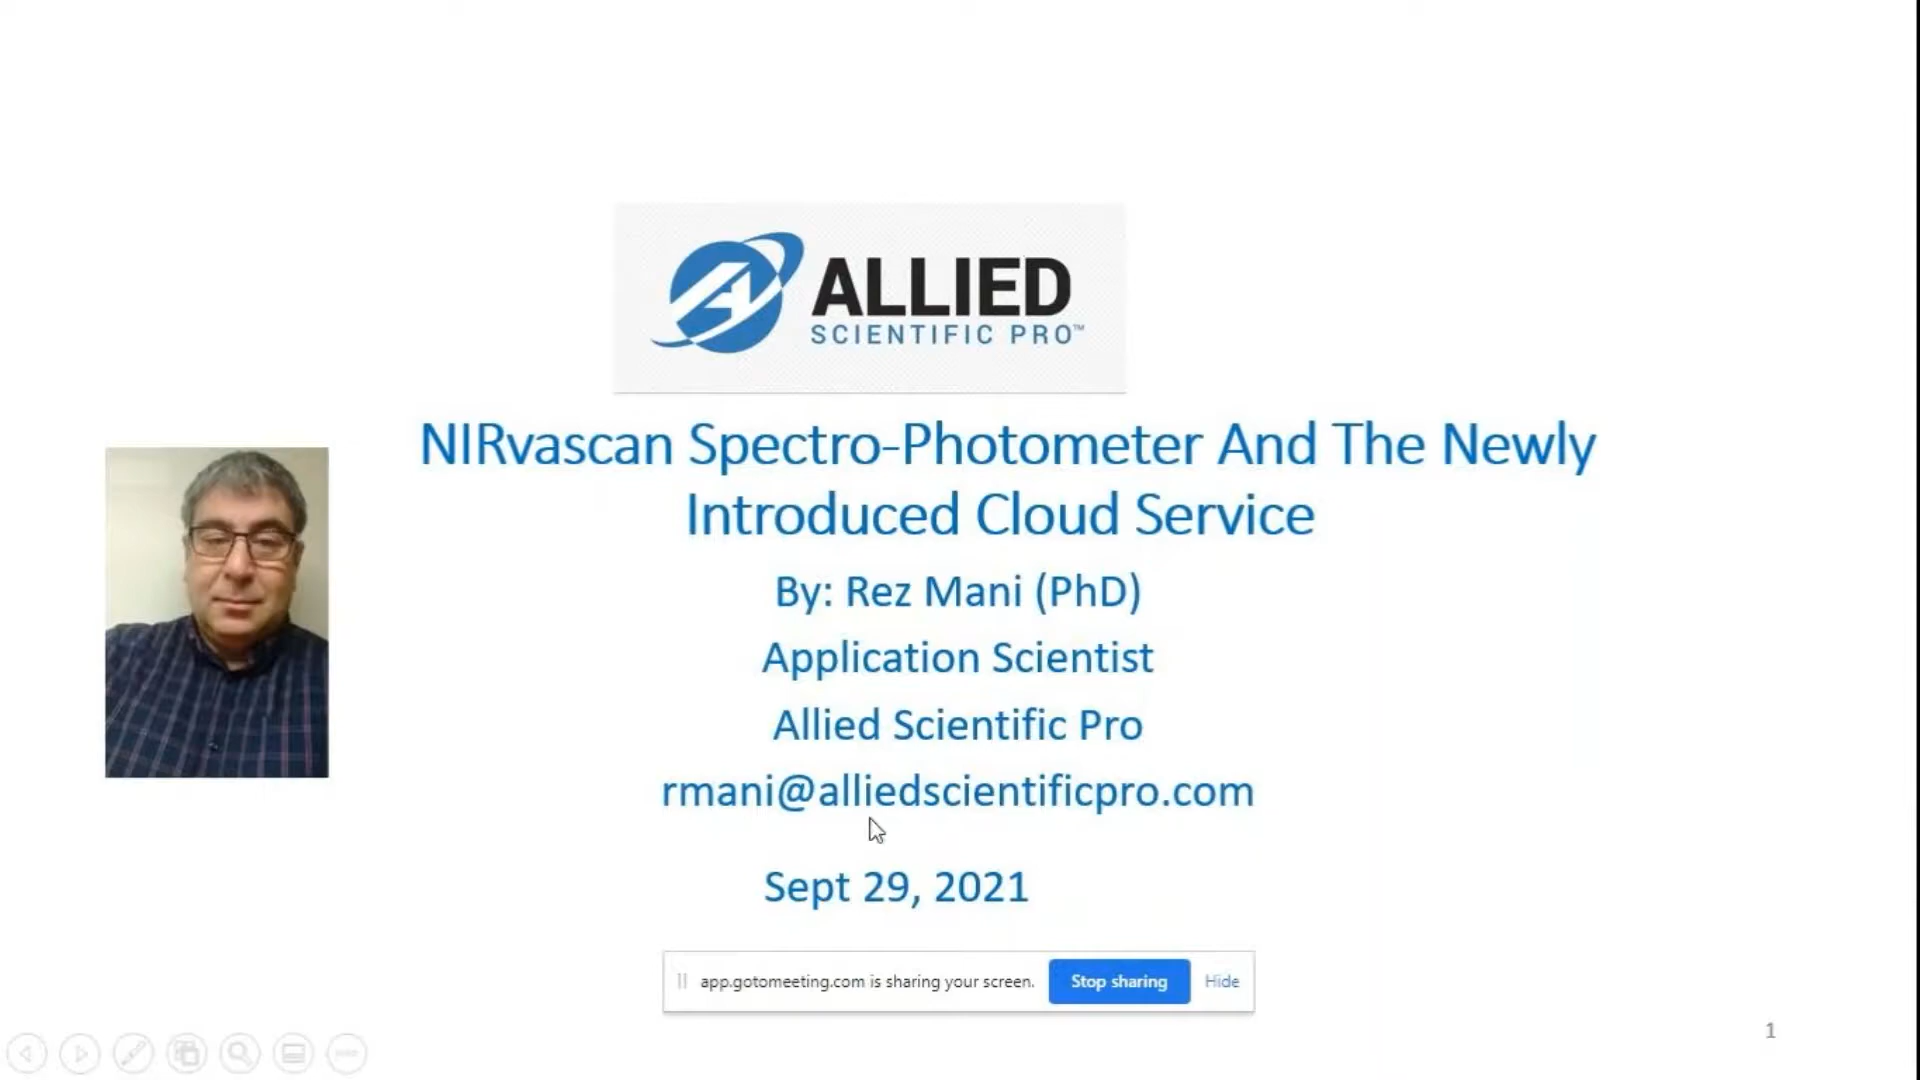 ALLIED
SCIENTIFIC PRO™
NIRvascan Spectro-Photometer And The Newly
Introduced Cloud Service
By: Rez Mani (PhD)
Application Scientist
Allied Scientific Pro
rmani@alliedscientificpro.com
Sept 29, 2021
app.gotomeeting.com is sharing your screen. Stop sharing Hide
1